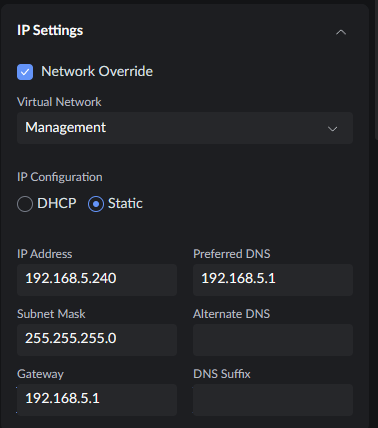 IP Settings
Network Override
Virtual Network
Management
IP Configuration
DHCP Static
IP Address Preferred DNS
192.168.5.240 192.168.5.1
Subnet Mask Alternate DNS
255.255.255.0
Gateway DNS Suffix
192.168.5.1